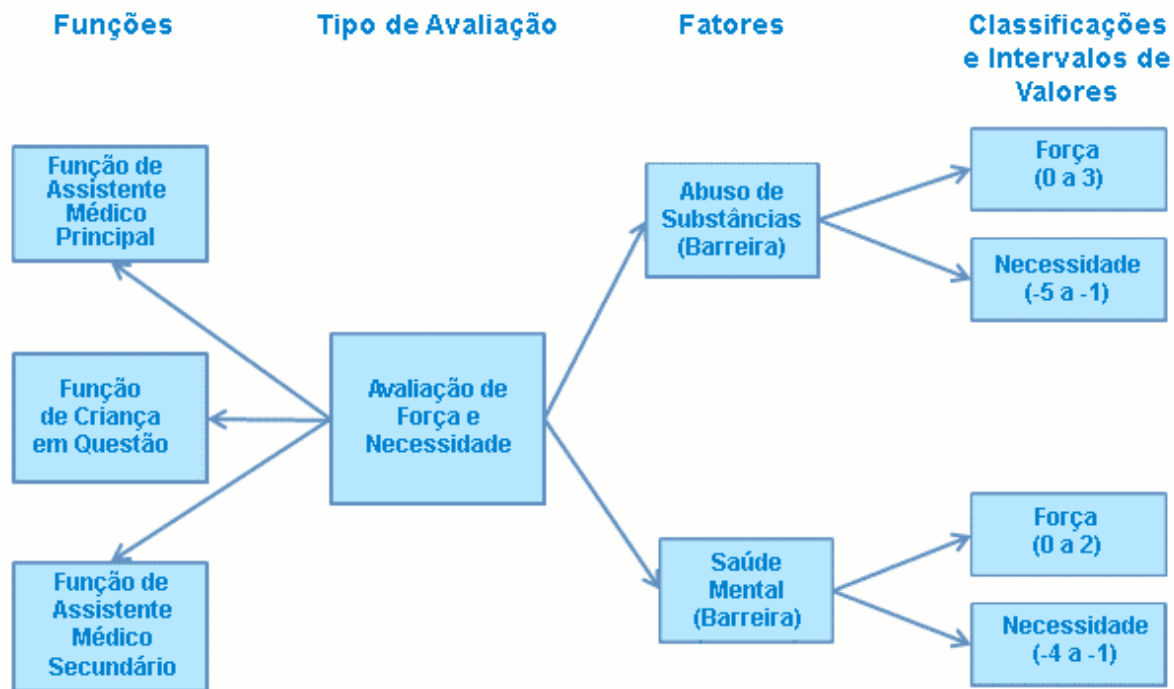 Funções
Tipo de Avaliação
Fatores
Classificações
e Intervalos de
Valores
Função de
Assistente
Médico
Principal
Função
de Criança
em Questão
Função de
Assistente
Médico
Secundário
Avaliação de
Força e
Necessidade
Abuso de
Substâncias
(Barreira)
Saúde
Mental
(Barreira)
Força
(0 a 3)
Necessidade
(-5 a -1)
Força
(0 a 2)
Necessidade
(-4 a -1)